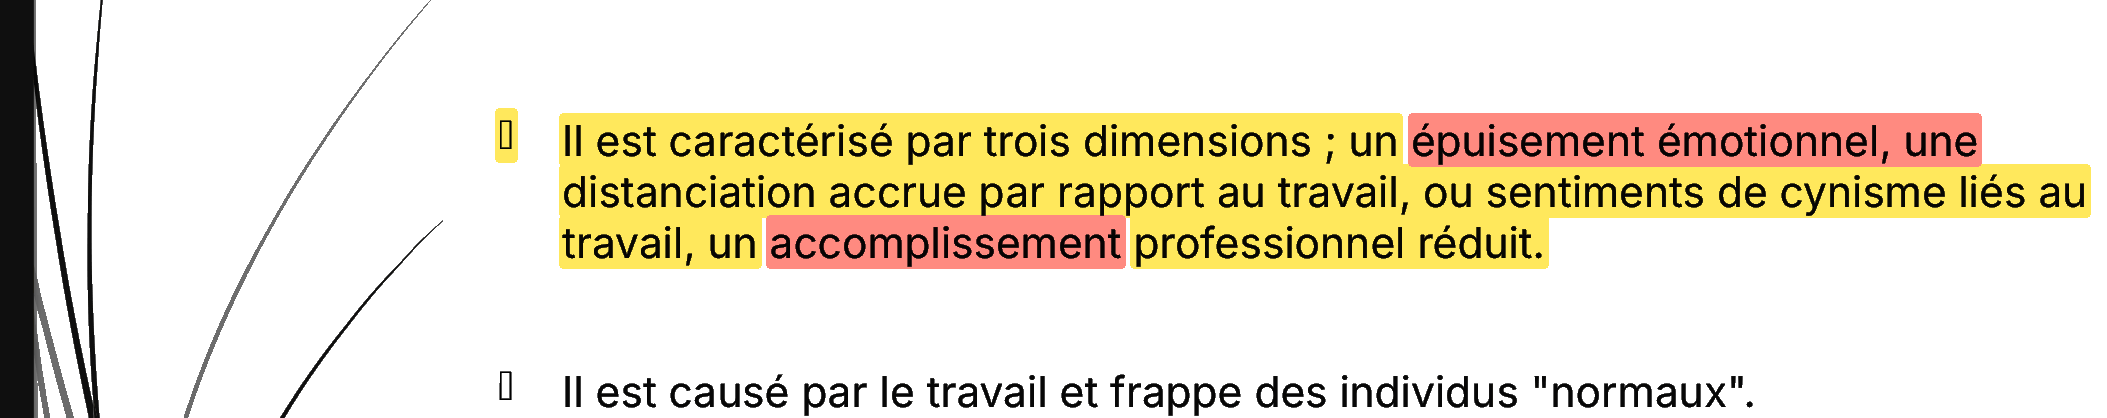 ▯ Il est caractérisé par trois dimensions ; un épuisement émotionnel, une
distanciation accrue par rapport au travail, ou sentiments de cynisme liés au
travail, un accomplissement professionnel réduit.
▯ Il est causé par le travail et frappe des individus "normaux".